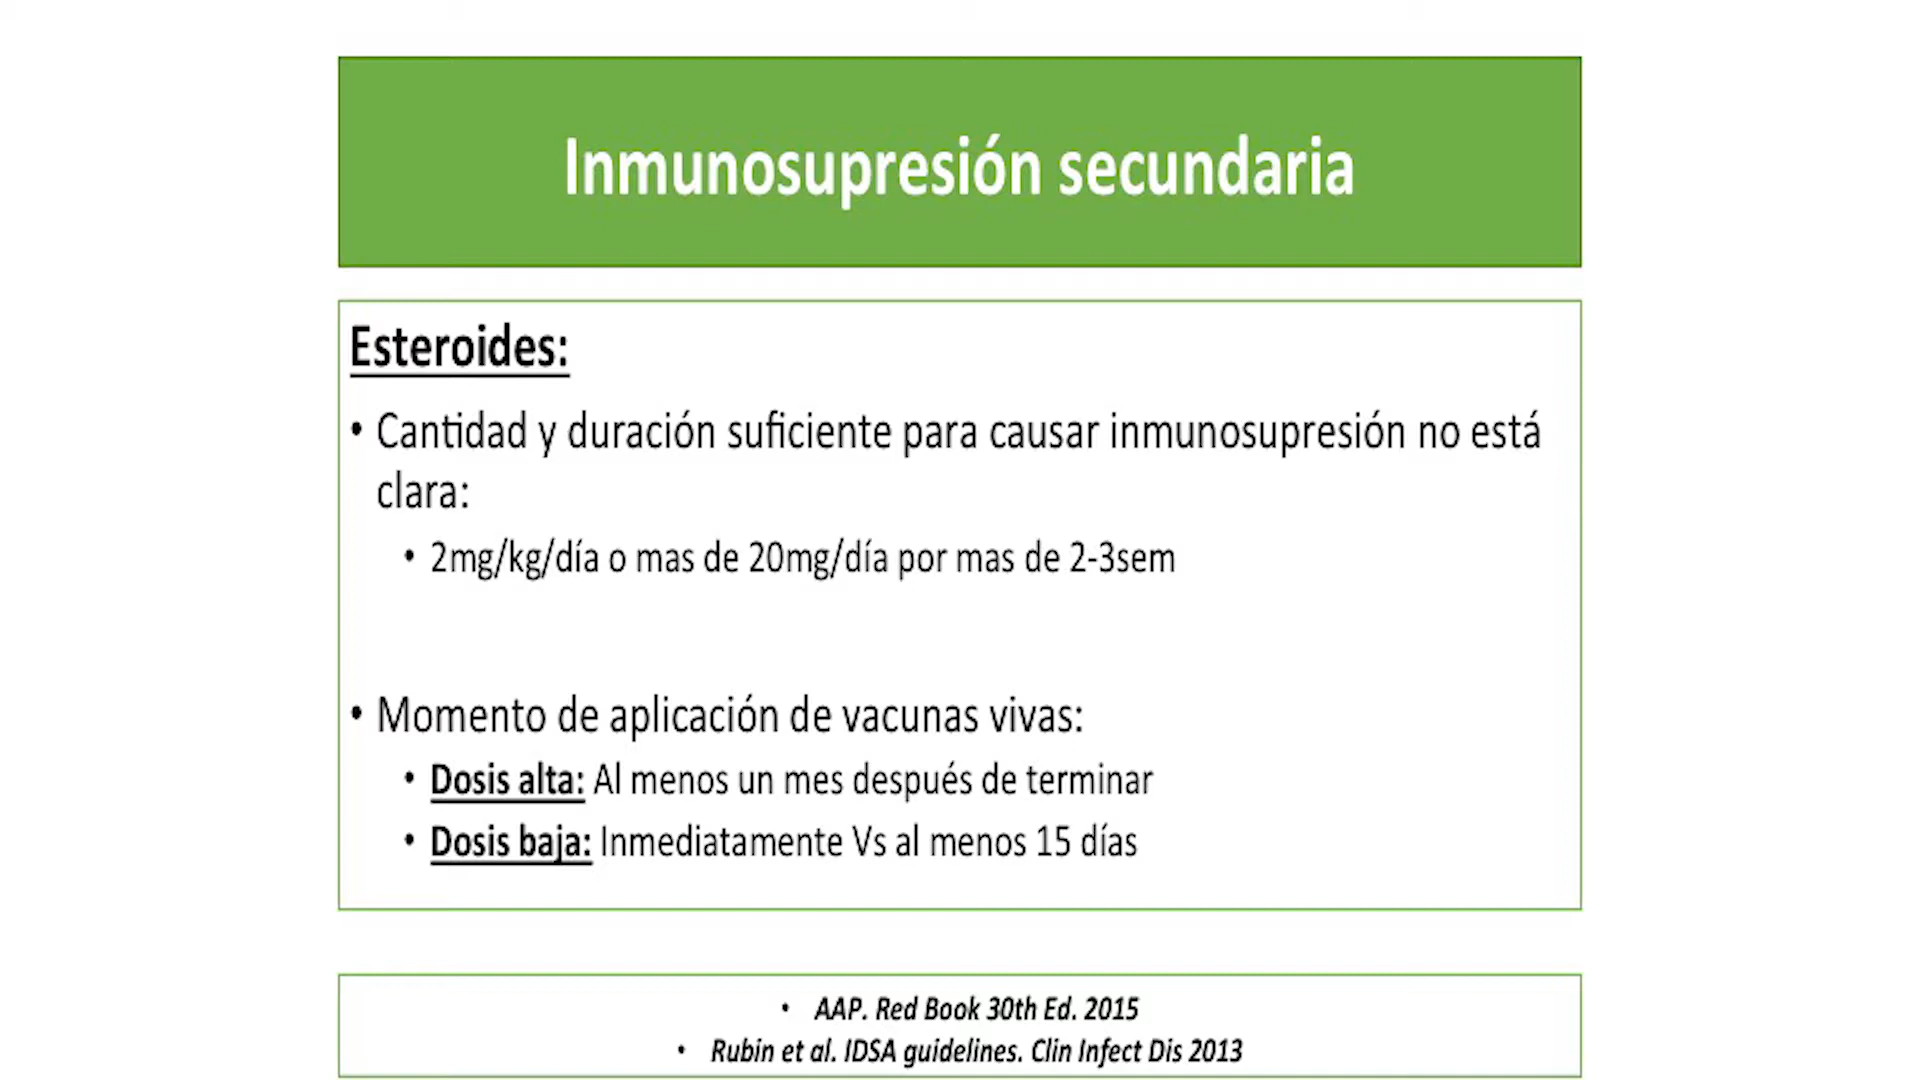 Inmunosupresión secundaria
Esteroides:
• Cantidad y duración suficiente para causar inmunosupresión no está
clara:
• 2mg/kg/día o mas de 20mg/día por mas de 2-3sem
• Momento de aplicación de vacunas vivas:
• Dosis alta: Al menos un mes después de terminar
• Dosis baja: Inmediatamente Vs al menos 15 días
• AAP. Red Book 30th Ed. 2015
• Rubin et al. IDSA guidelines. Clin Infect Dis 2013